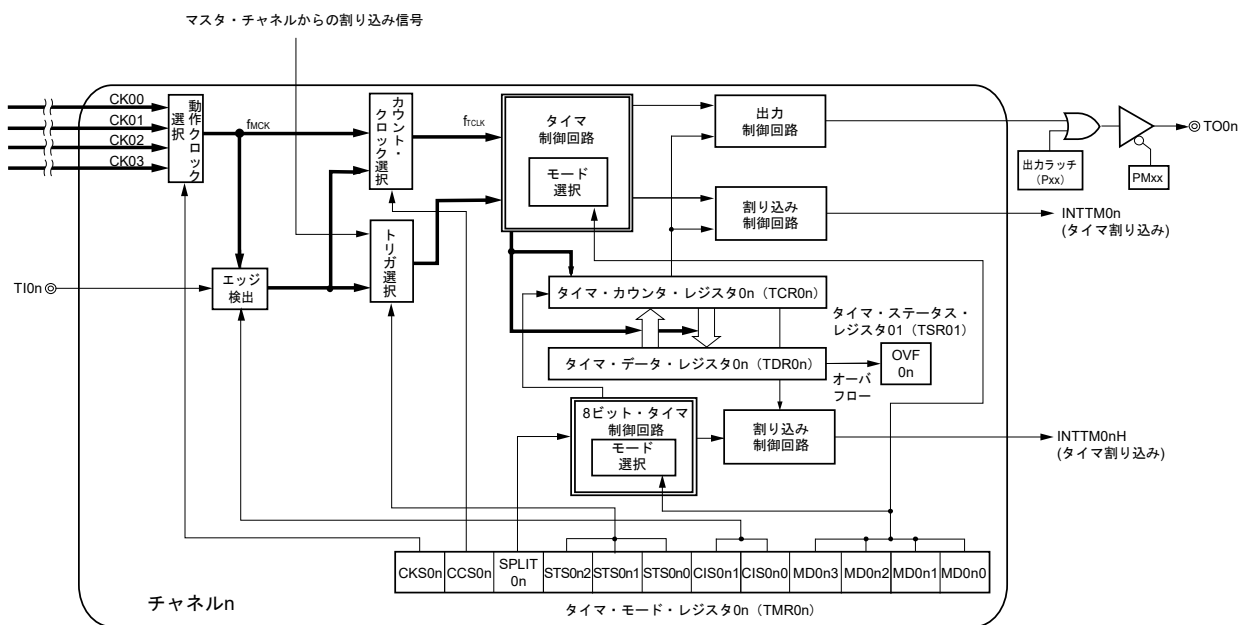 マスタ・チャネルからの割り込み信号
CK00
CK01
CK02
CK03
動作クロック
選択
fMCK
カウント・
クロック選択
fTCLK
タイマ
制御回路
モード
選択
出力
制御回路
出力ラッチ
(Pxx)
PMxx
TO0n
割り込み
制御回路
INTTM0n
(タイマ割り込み)
トリガ選択
TI0n
エッジ
検出
タイマ・カウンタ・レジスタ0n(TCR0n)
タイマ・ステータス・
レジスタ01(TSR01)
タイマ・データ・レジスタ0n(TDR0n)
オーバ
フロー
OVF
0n
8ビット・タイマ
制御回路
モード
選択
割り込み
制御回路
INTTM0nH
(タイマ割り込み)
CKS0n
CCS0n
SPLIT
0n
STS0n2
STS0n1
STS0n0
CIS0n1
CIS0n0
MD0n3
MD0n2
MD0n1
MD0n0
チャネルn
タイマ・モード・レジスタ0n(TMR0n)